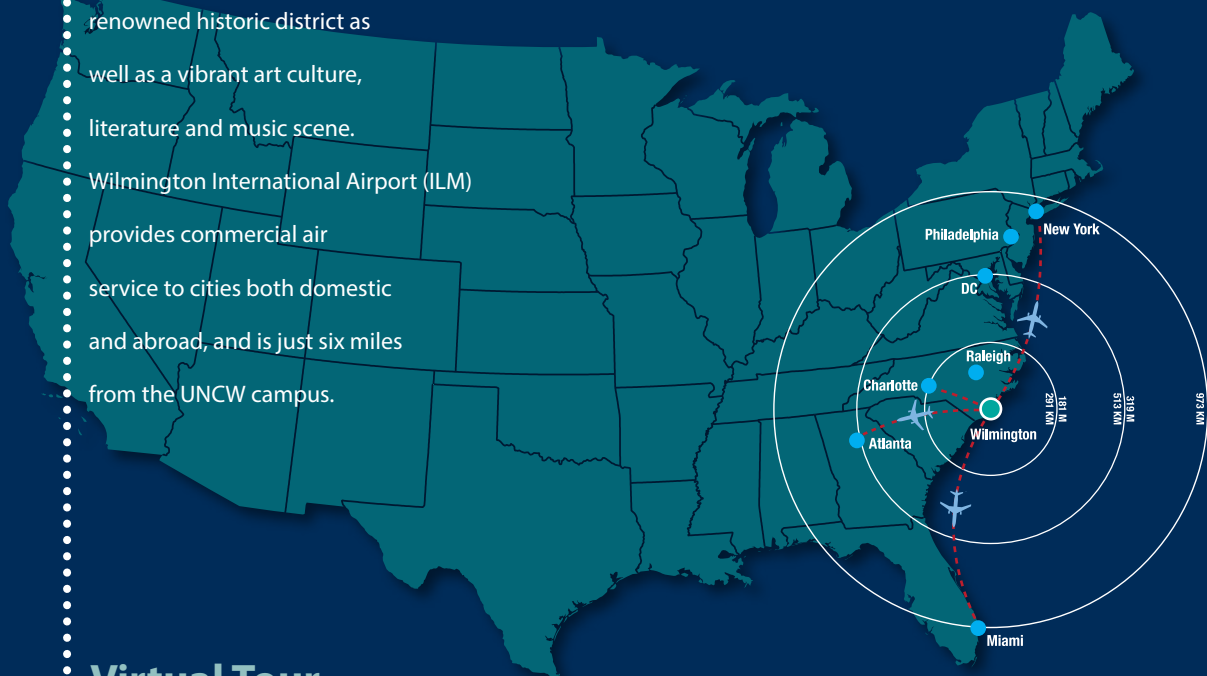 renowned historic district as
well as a vibrant art culture,
literature and music scene.
Wilmington International Airport (ILM)
provides commercial air
service to cities both domestic
and abroad, and is just six miles
from the UNCW campus.
Virtual Tour
New York
Philadelphia
DC
Raleigh
Charlotte
Wilmington
Atlanta
Miami
181 M
291 KM
319 M
513 KM
973 KM